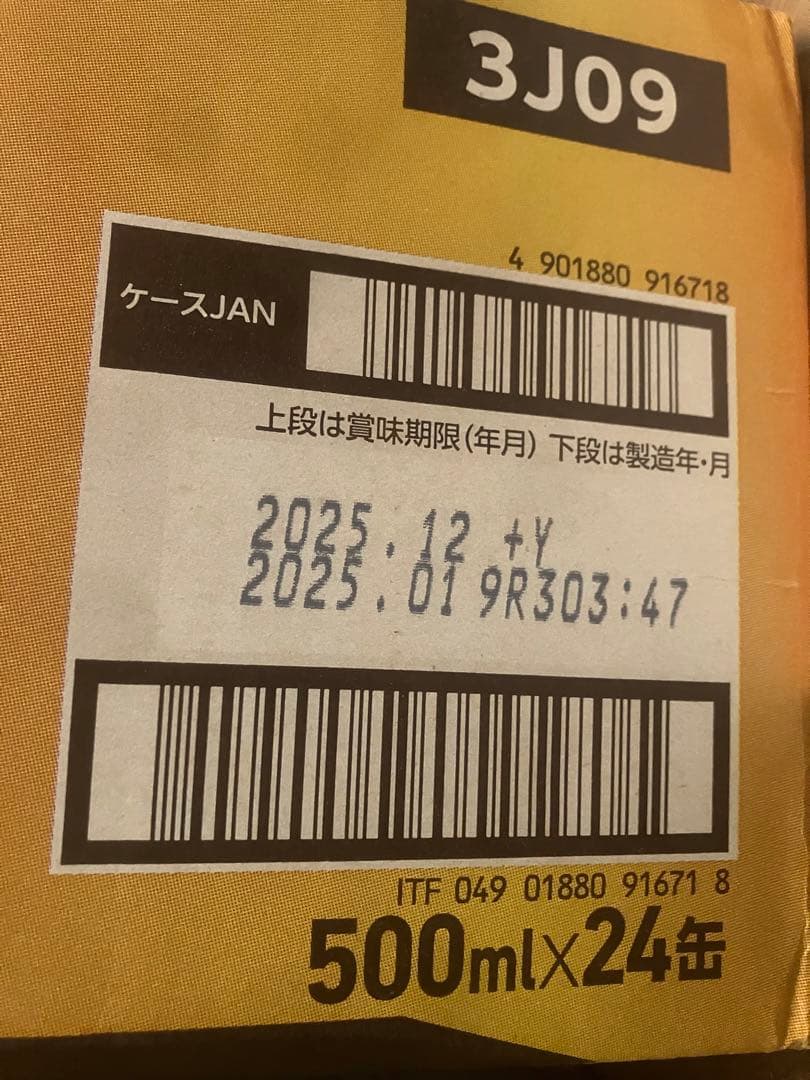 3J09
4 901880 916718
ケースJAN
上段は賞味期限(年月) 下段は製造年・月
2025.12 +Y
2025.01 9R303:47
ITF 049 01880 91671 8
500ml×24缶